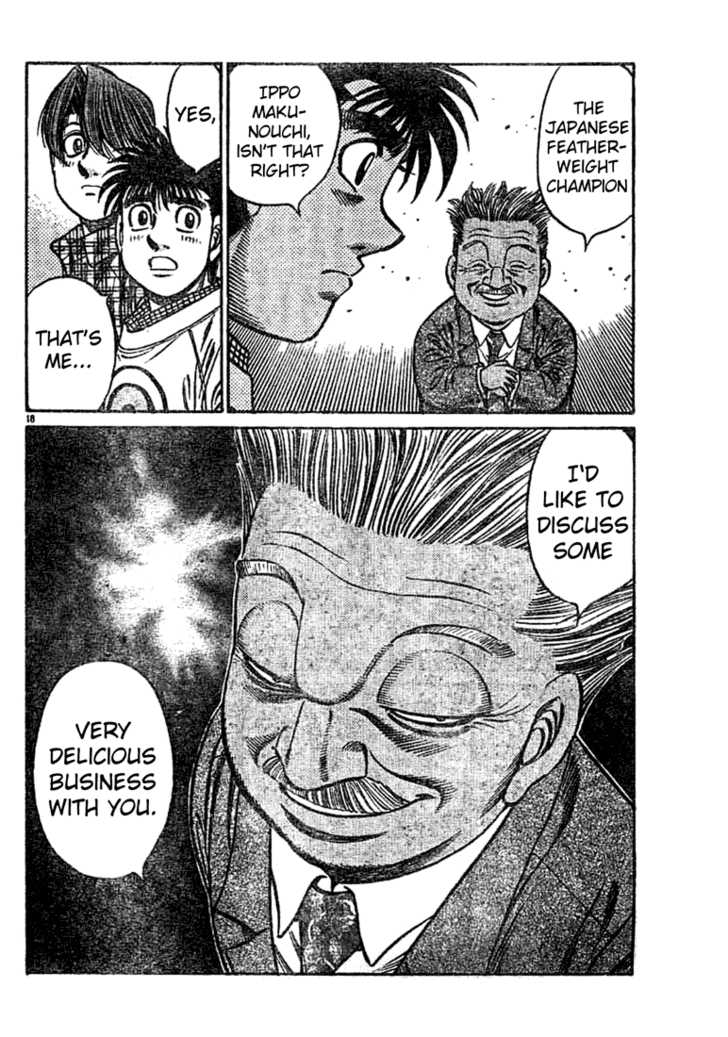 THE
JAPANESE
FEATHER-
WEIGHT
CHAMPION
IPPO
MAKU-
NOUCHI,
ISN'T THAT
RIGHT?
YES,
THAT'S
ME...
18
I'D
LIKE TO
DISCUSS
SOME
VERY
DELICIOUS
BUSINESS
WITH YOU.